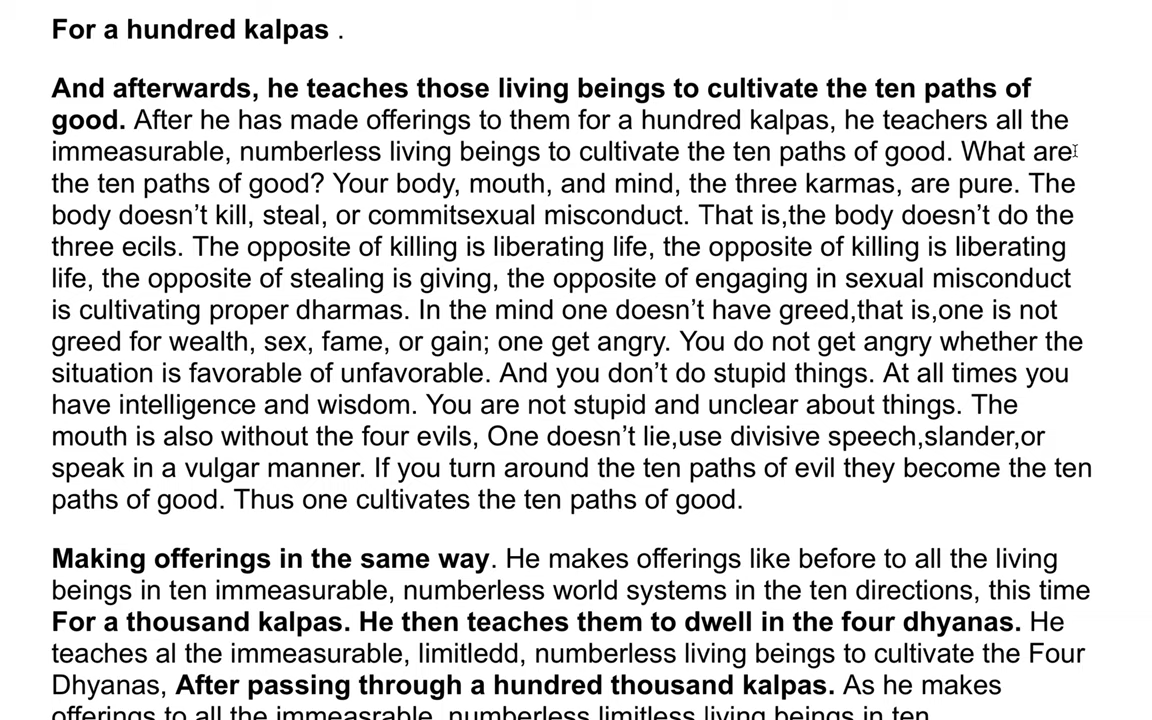 For a hundred kalpas .
And afterwards, he teaches those living beings to cultivate the ten paths of
good. After he has made offerings to them for a hundred kalpas, he teachers all the
immeasurable, numberless living beings to cultivate the ten paths of good. What are
the ten paths of good? Your body, mouth, and mind, the three karmas, are pure. The
body doesn’t kill, steal, or commitsexual misconduct. That is,the body doesn’t do the
three ecils. The opposite of killing is liberating life, the opposite of killing is liberating
life, the opposite of stealing is giving, the opposite of engaging in sexual misconduct
is cultivating proper dharmas. In the mind one doesn’t have greed,that is,one is not
greed for wealth, sex, fame, or gain; one get angry. You do not get angry whether the
situation is favorable of unfavorable. And you don’t do stupid things. At all times you
have intelligence and wisdom. You are not stupid and unclear about things. The
mouth is also without the four evils, One doesn’t lie,use divisive speech,slander,or
speak in a vulgar manner. If you turn around the ten paths of evil they become the ten
paths of good. Thus one cultivates the ten paths of good.
Making offerings in the same way. He makes offerings like before to all the living
beings in ten immeasurable, numberless world systems in the ten directions, this time
For a thousand kalpas. He then teaches them to dwell in the four dhyanas. He
teaches al the immeasurable, limitledd, numberless living beings to cultivate the Four
Dhyanas, After passing through a hundred thousand kalpas. As he makes
offerings to all the immeasrable, numberless limitless living beings in ten